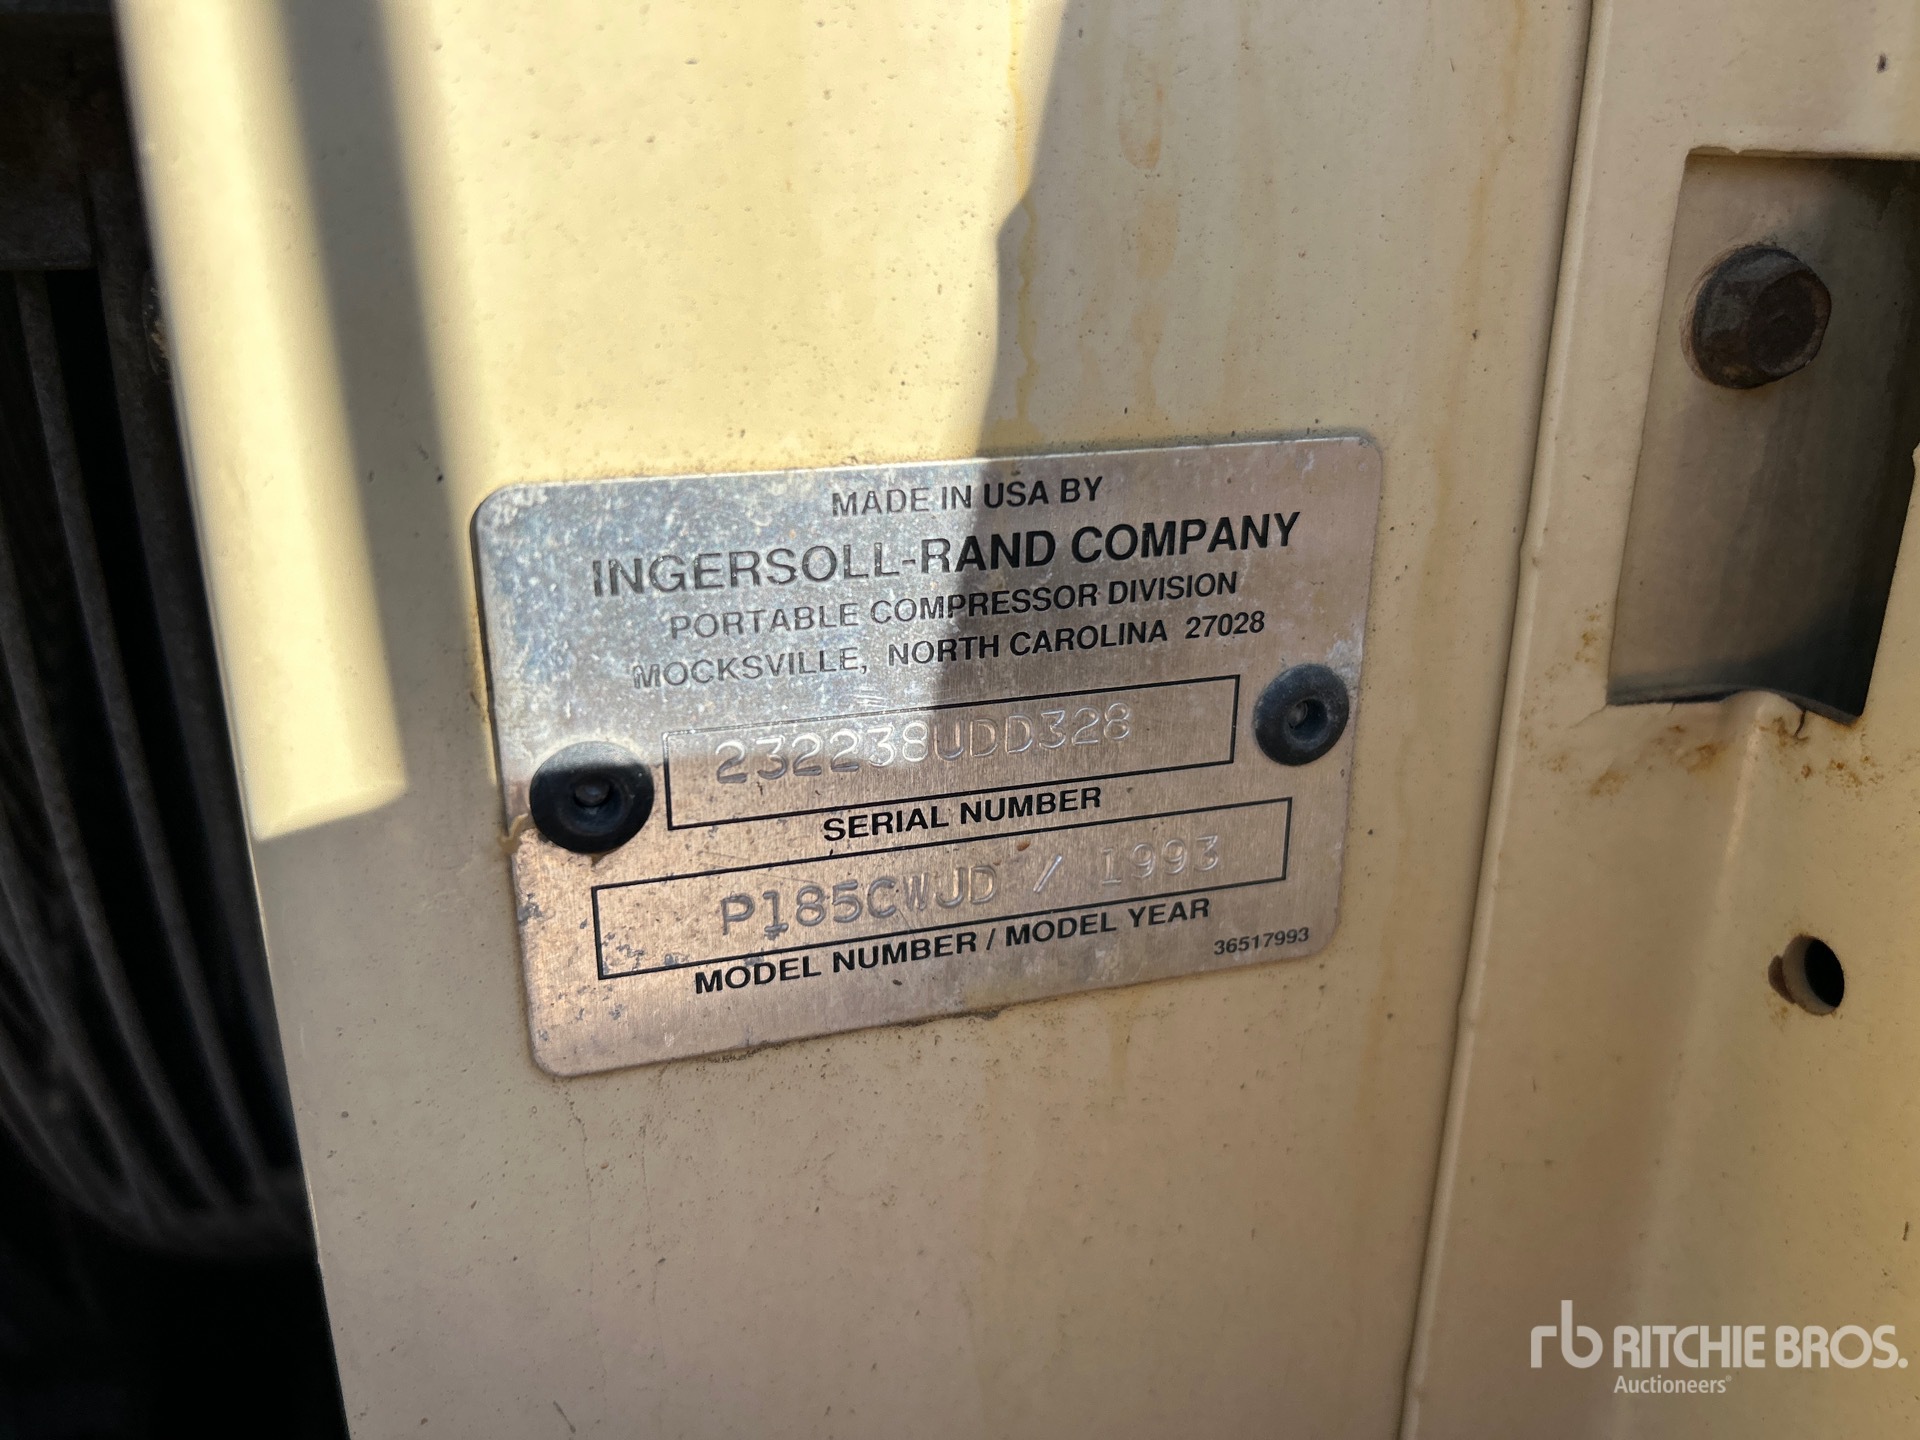 MADE IN USA BY
INGERSOLL-RAND COMPANY
PORTABLE COMPRESSOR DIVISION
MOCKSVILLE, NORTH CAROLINA 27028
232238UDD328
SERIAL NUMBER
P185CWJD / 1993
MODEL NUMBER / MODEL YEAR
36517993
rb RITCHIE BROS.
Auctioneers